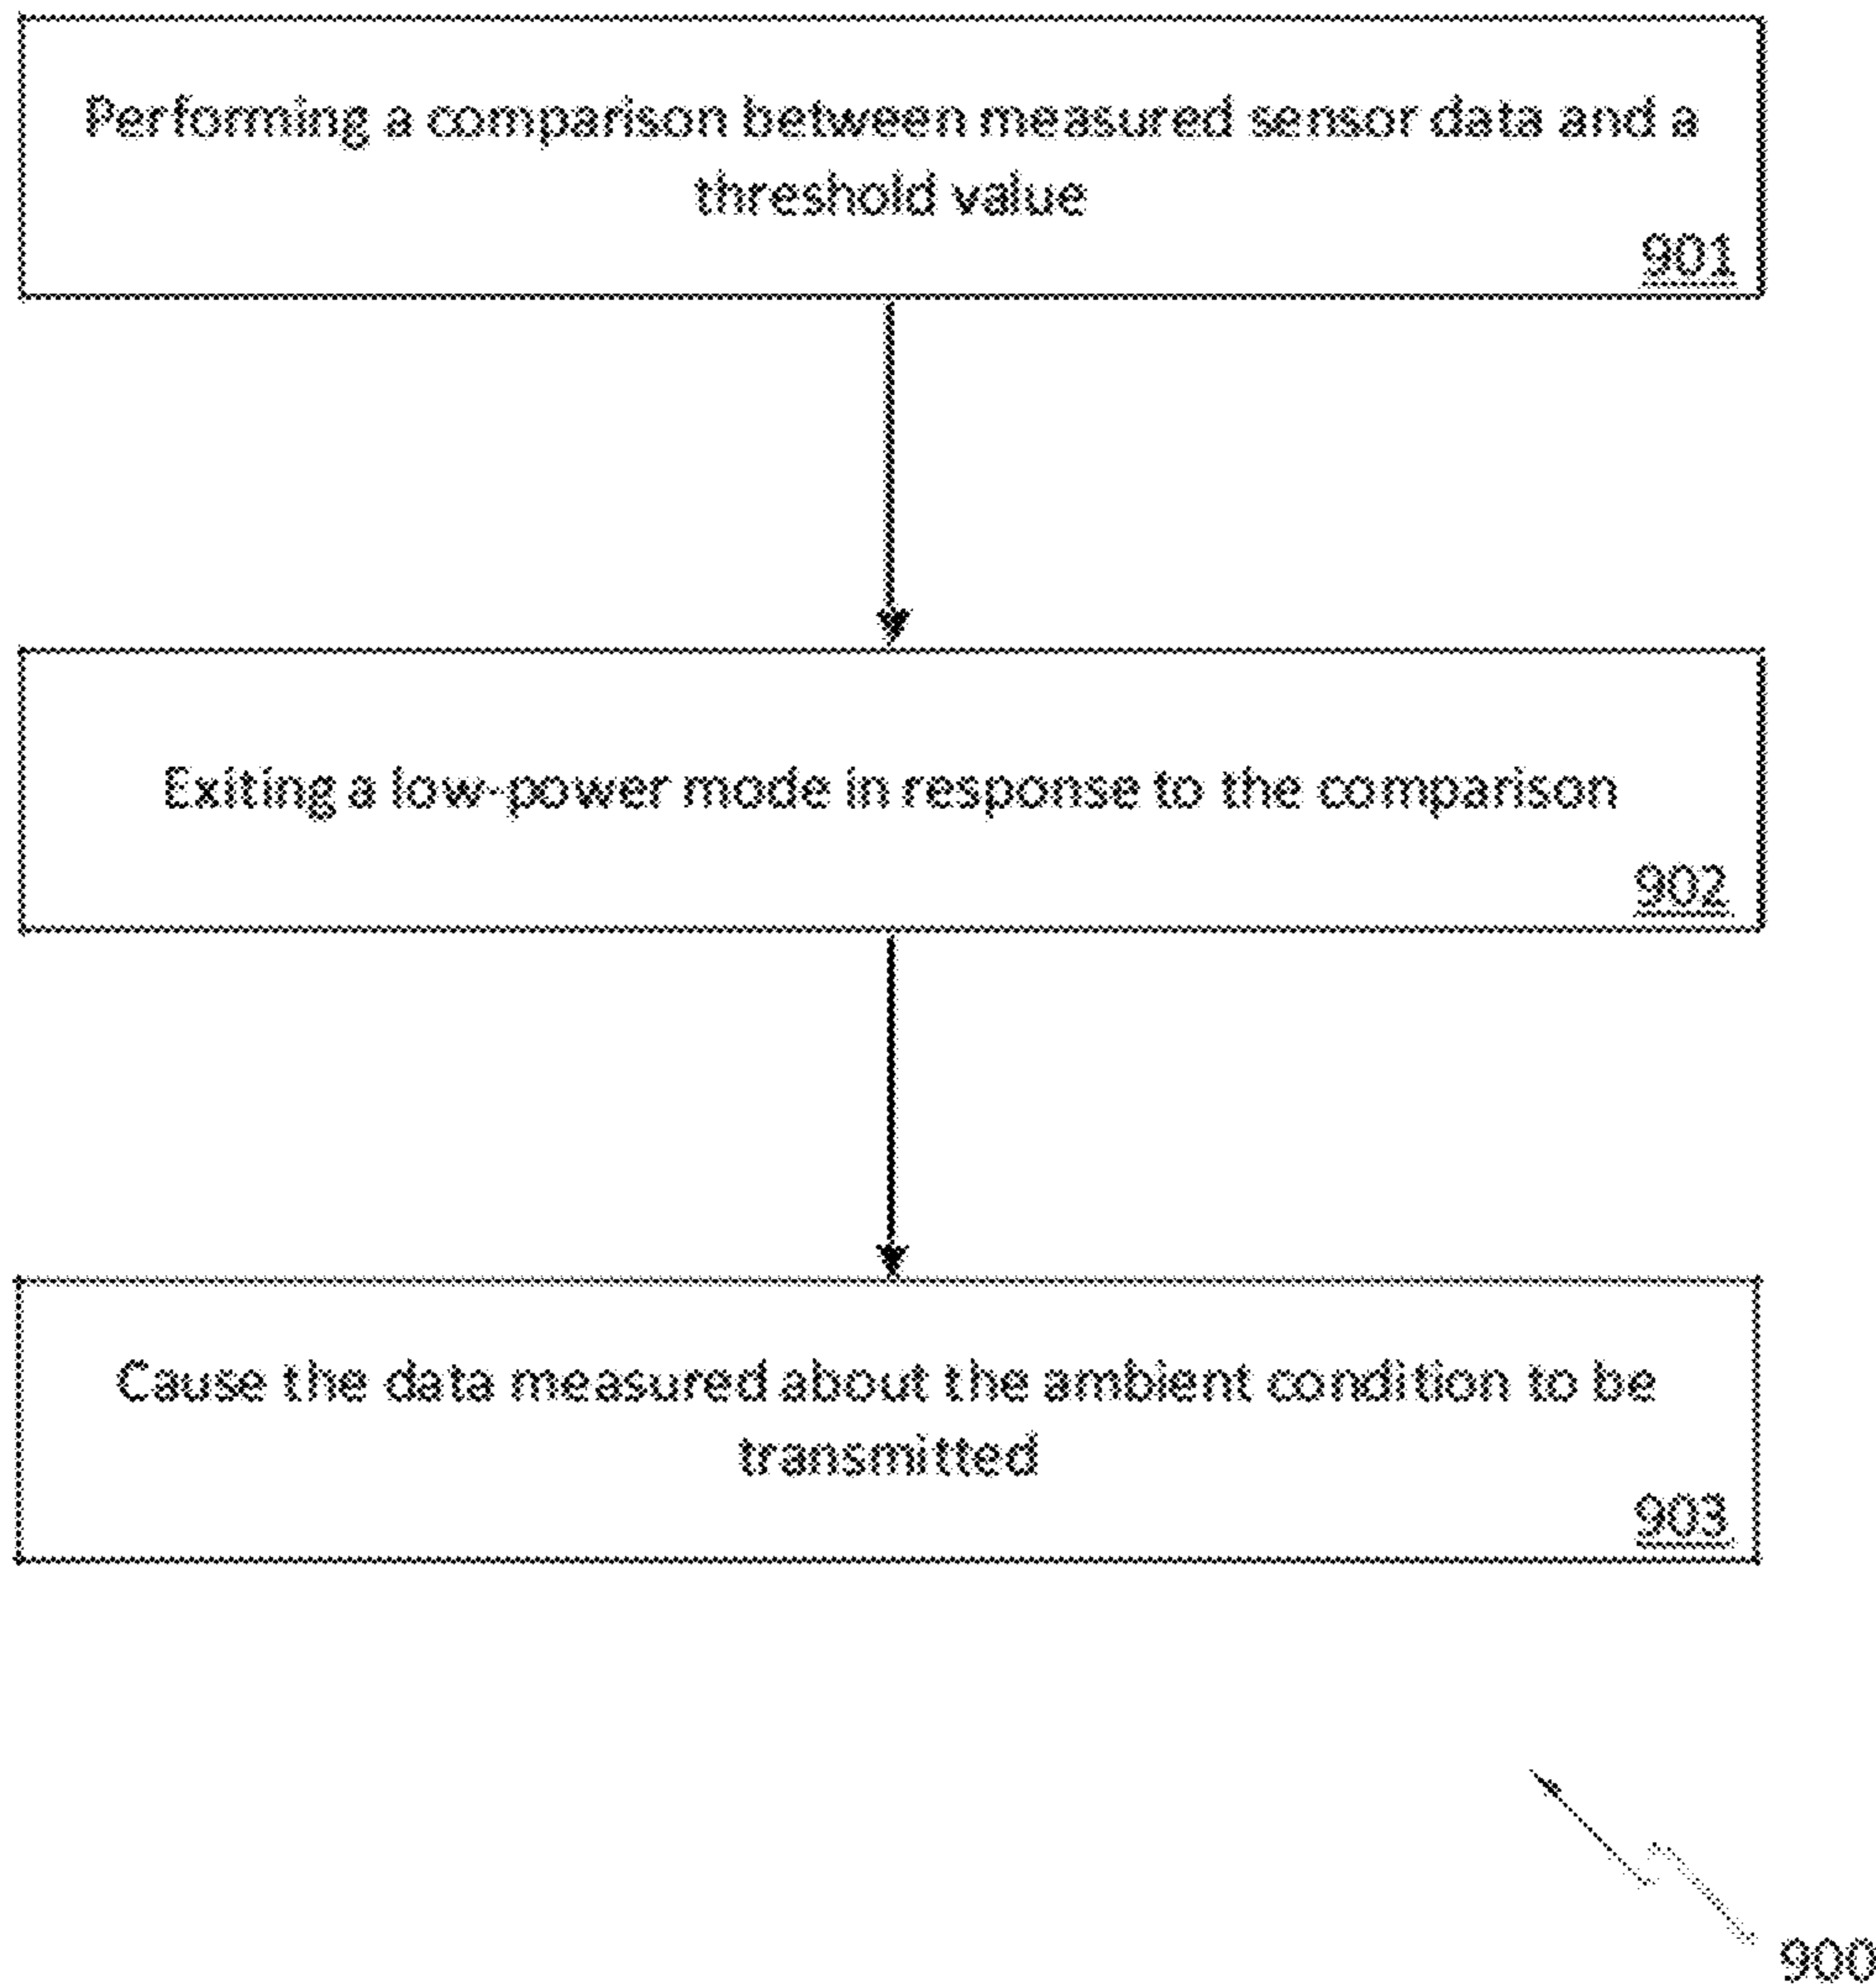 Performing a comparison between measured sensor data and a
threshold value
901
Exiting a low-power mode in response to the comparison
902
Cause the data measured about the ambient condition to be
transmitted
903
900